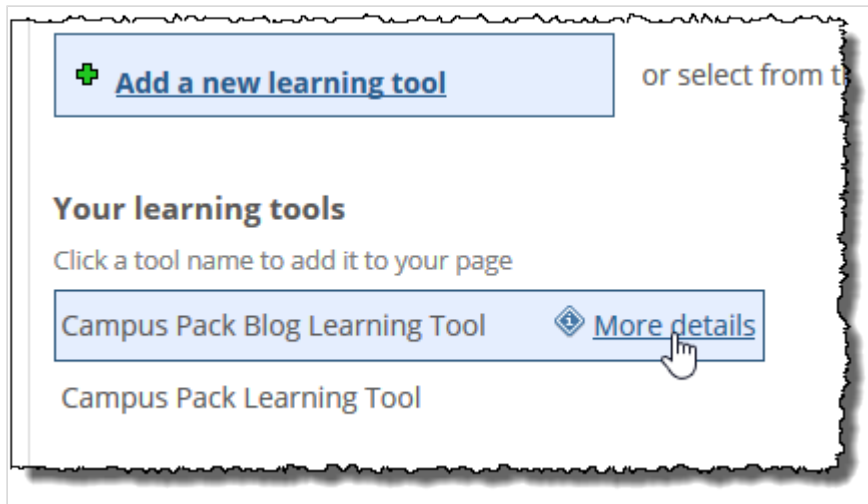 Add a new learning tool or select from
Your learning tools
Click a tool name to add it to your page
Campus Pack Blog Learning Tool More details
Campus Pack Learning Tool